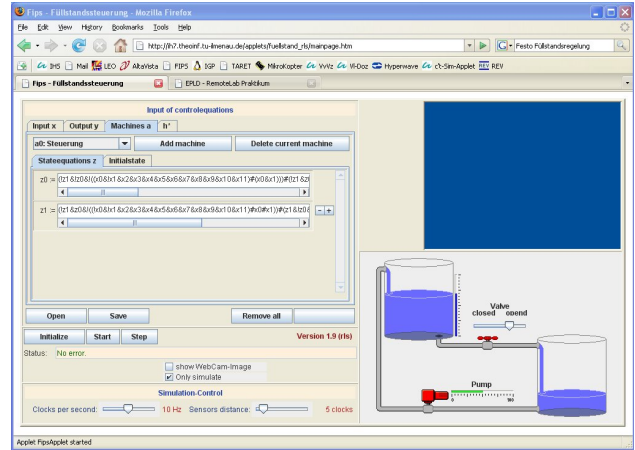 Fips - Füllstandssteuerung - Mozilla Firefox
File Edit View History Bookmarks Tools Help
http://ih7.theoinf.tu-ilmenau.de/applets/fuellstand_rls/mainpage.htm
Festo Füllstandsregelung
IHS Mail LEO AltaVista FIPS IGP TARET MikroKopter VVVz VI-Doz Hyperwave c't-Sim-Applet REV REV
Fips - Füllstandssteuerung EPLD - RemoteLab Praktikum
Input of controlequations
Input x Output y Machines a h*
a0: Steuerung Add machine Delete current machine
Stateequations z Initialstate
z0 :=
z1 :=
- +
Open Save Remove all
Initialize Start Step Version 1.9 (rls)
Status: No error.
show WebCam-Image
Only simulate
Simulation-Control
Clocks per second: 10 Hz Sensors distance: 5 clocks
Valve
closed opend
Pump
0 100
Applet FipsApplet started